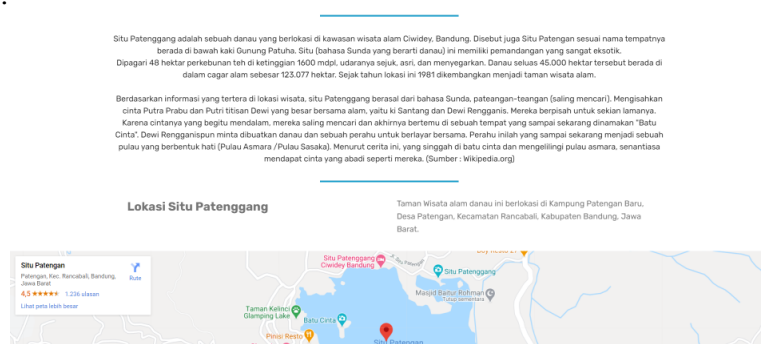 Situ Patenggang adalah sebuah danau yang berlokasi di kawasan wisata alam Ciwidey, Bandung. Disebut juga Situ Patengan sesuai nama tempatnya
berada di bawah kaki Gunung Patuha. Situ (bahasa Sunda yang berarti danau) ini memiliki pemandangan yang sangat eksotik.
Dipagari 48 hektar perkebunan teh di ketinggian 1600 mdpl, udaranya sejuk, asri, dan menyegarkan. Danau seluas 45.000 hektar tersebut berada di
dalam cagar alam sebesar 123.077 hektar. Sejak tahun lokasi ini 1981 dikembangkan menjadi taman wisata alam.
Berdasarkan informasi yang tertera di lokasi wisata, situ Patenggang berasal dari bahasa Sunda, pateangan-teangan (saling mencari). Mengisahkan
cinta Putra Prabu dan Putri titisan Dewi yang besar bersama alam, yaitu ki Santang dan Dewi Rengganis. Mereka berpisah untuk sekian lamanya.
Karena cintanya yang begitu mendalam, mereka saling mencari dan akhirnya bertemu di sebuah tempat yang sampai sekarang dinamakan "Batu
Cinta". Dewi Rengganispun minta dibuatkan danau dan sebuah perahu untuk berlayar bersama. Perahu inilah yang sampai sekarang menjadi sebuah
pulau yang berbentuk hati (Pulau Asmara /Pulau Sasaka). Menurut cerita ini, yang singgah di batu cinta dan mengelilingi pulau asmara, senantiasa
mendapat cinta yang abadi seperti mereka. (Sumber : Wikipedia.org)
Lokasi Situ Patenggang
Taman Wisata alam danau ini berlokasi di Kampung Patengan Baru,
Desa Patengan, Kecamatan Rancabali, Kabupaten Bandung, Jawa
Barat.
Situ Patengan
Patengan, Kec. Rancabali, Bandung,
Jawa Barat
Rute
4,5 ★★★★★ 1.236 ulasan
Lihat peta lebih besar
Situ Patenggang
Ciwidey Bandung
Situ Patenggang
Masjid Baitur Rohman
Tutup sementara
Taman Kelinci
Glamping Lake
Batu Cinta
Pinisi Resto
Situ Patengan